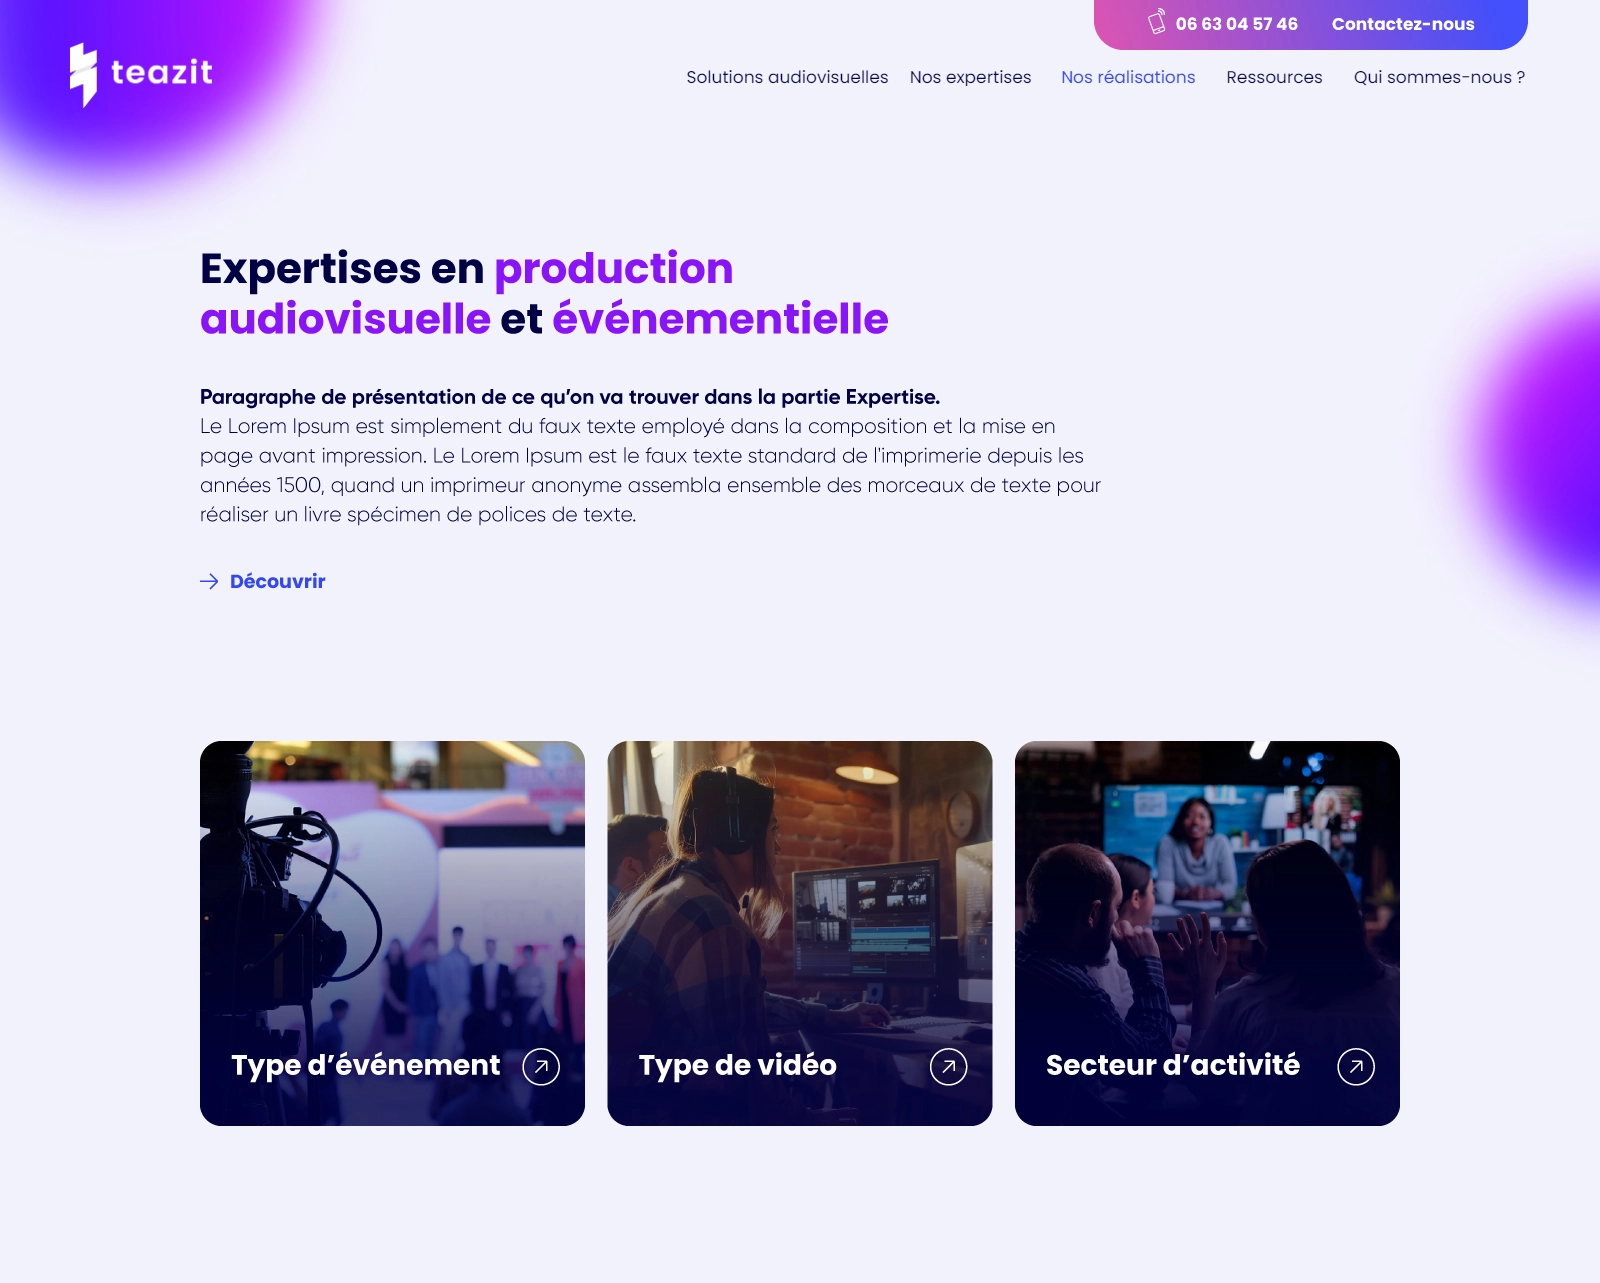 06 63 04 57 46 Contactez-nous
teazit
Solutions audiovisuelles Nos expertises Nos réalisations Ressources Qui sommes-nous ?
Expertises en production
audiovisuelle et événementielle
Paragraphe de présentation de ce qu’on va trouver dans la partie Expertise.
Le Lorem Ipsum est simplement du faux texte employé dans la composition et la mise en
page avant impression. Le Lorem Ipsum est le faux texte standard de l'imprimerie depuis les
années 1500, quand un imprimeur anonyme assembla ensemble des morceaux de texte pour
réaliser un livre spécimen de polices de texte.
Découvrir
Type d’événement
Type de vidéo
Secteur d’activité